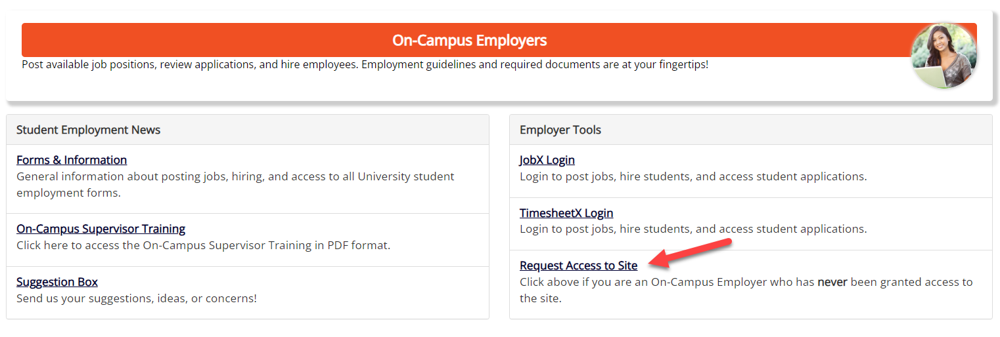 On-Campus Employers
Post available job positions, review applications, and hire employees. Employment guidelines and required documents are at your fingertips!
Student Employment News
Forms & Information
General information about posting jobs, hiring, and access to all University student
employment forms.
On-Campus Supervisor Training
Click here to access the On-Campus Supervisor Training in PDF format.
Suggestion Box
Send us your suggestions, ideas, or concerns!
Employer Tools
JobX Login
Login to post jobs, hire students, and access student applications.
TimesheetX Login
Login to post jobs, hire students, and access student applications.
Request Access to Site
Click above if you are an On-Campus Employer who has never been granted access to
the site.